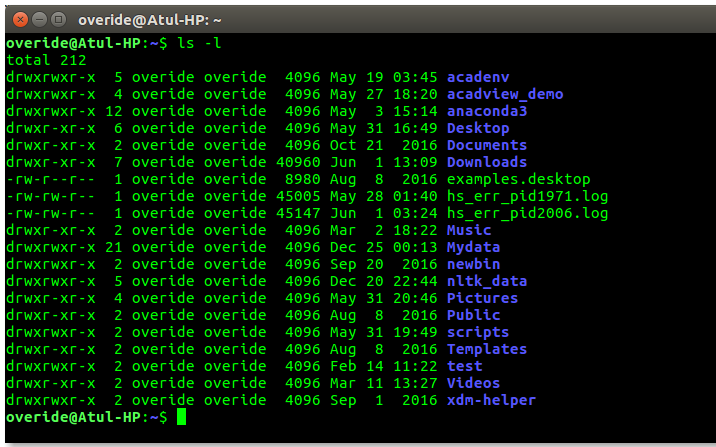 overide@Atul-HP: ~
overide@Atul-HP:~$ ls -l
total 212
drwxrwxr-x  5 overide overide  4096 May 19 03:45 acadenv
drwxrwxr-x  4 overide overide  4096 May 27 18:20 acadview_demo
drwxrwxr-x 12 overide overide  4096 May  3 15:14 anaconda3
drwxr-xr-x  6 overide overide  4096 May 31 16:49 Desktop
drwxr-xr-x  2 overide overide  4096 Oct 21  2016 Documents
drwxr-xr-x  7 overide overide 40960 Jun  1 13:09 Downloads
-rw-r--r--  1 overide overide  8980 Aug  8  2016 examples.desktop
-rw-rw-r--  1 overide overide 45005 May 28 01:40 hs_err_pid1971.log
-rw-rw-r--  1 overide overide 45147 Jun  1 03:24 hs_err_pid2006.log
drwxr-xr-x  2 overide overide  4096 Mar  2 18:22 Music
drwxrwxr-x 21 overide overide  4096 Dec 25 00:13 Mydata
drwxrwxr-x  2 overide overide  4096 Sep 20  2016 newbin
drwxrwxr-x  5 overide overide  4096 Dec 20 22:44 nltk_data
drwxr-xr-x  4 overide overide  4096 May 31 20:46 Pictures
drwxr-xr-x  2 overide overide  4096 Aug  8  2016 Public
drwxrwxr-x  2 overide overide  4096 May 31 19:49 scripts
drwxr-xr-x  2 overide overide  4096 Aug  8  2016 Templates
drwxrwxr-x  2 overide overide  4096 Feb 14 11:22 test
drwxr-xr-x  2 overide overide  4096 Mar 11 13:27 Videos
drwxrwxr-x  2 overide overide  4096 Sep  1  2016 xdm-helper
overide@Atul-HP:~$